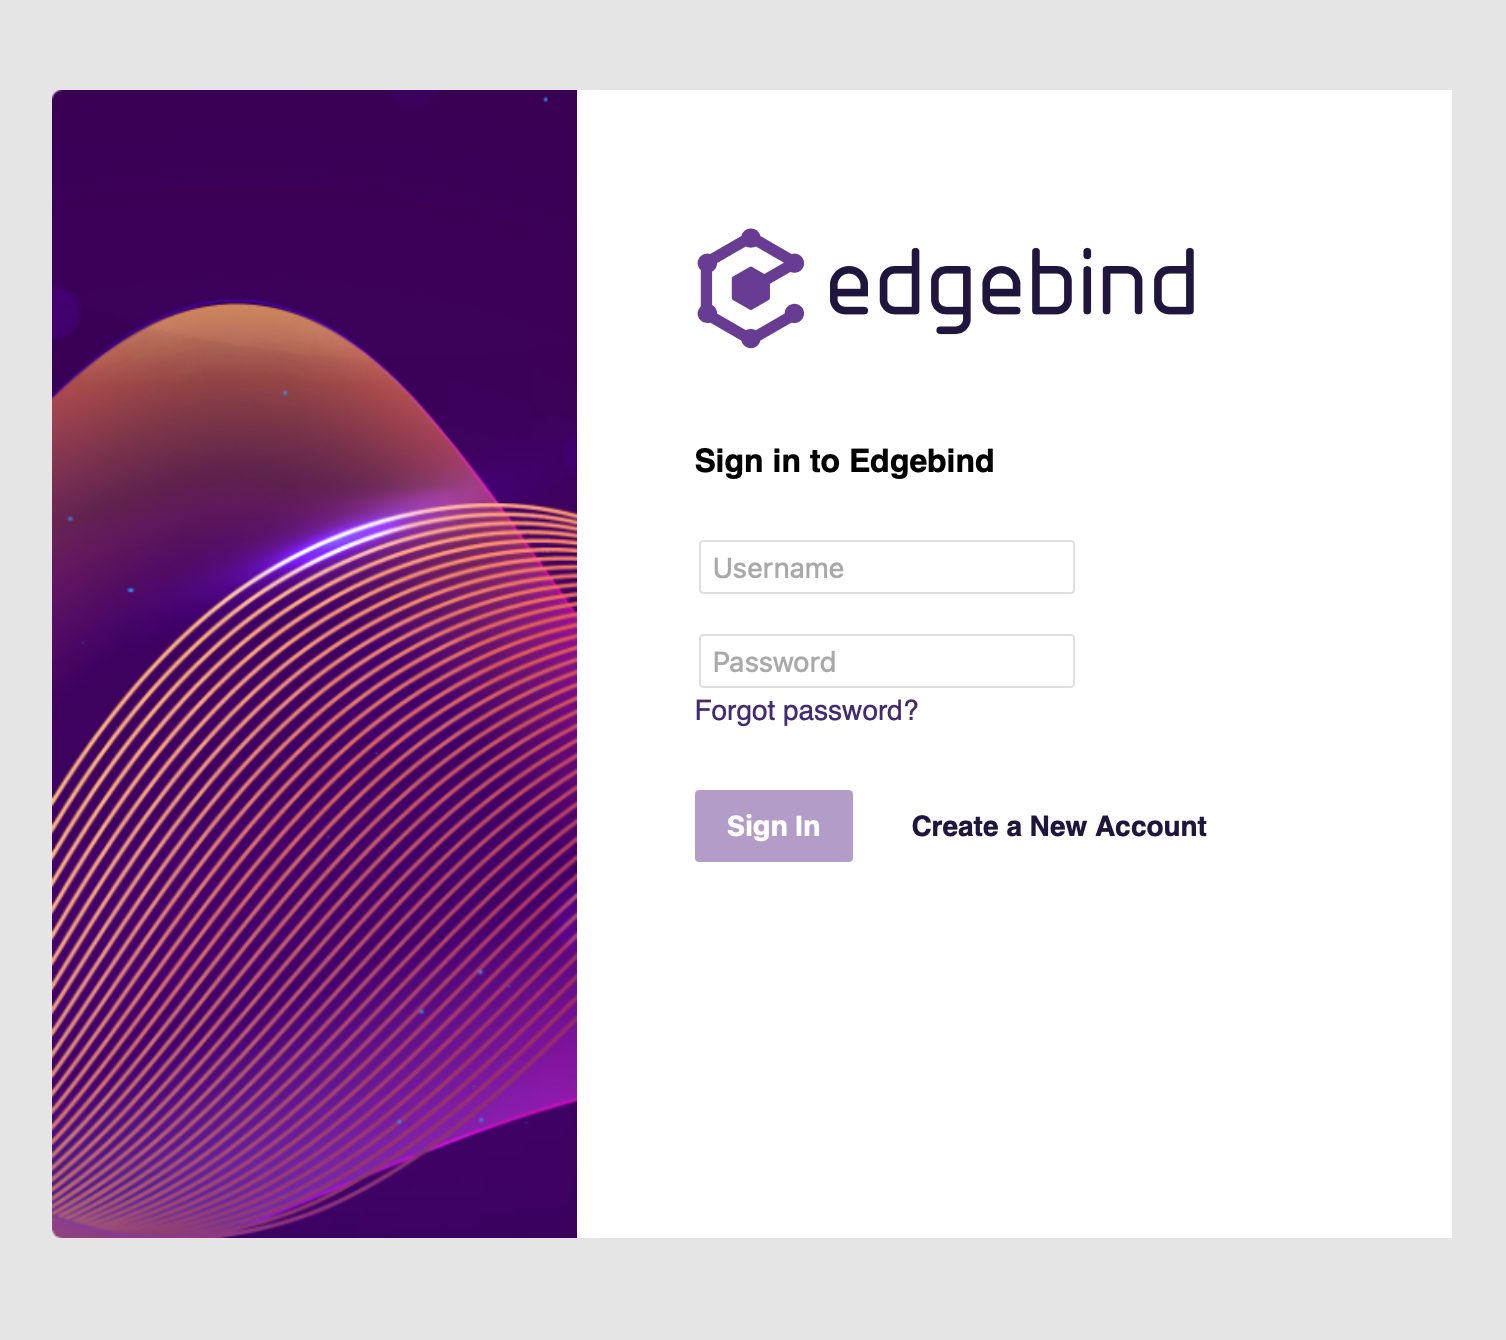 edgebind
Sign in to Edgebind
Username
Password
Forgot password?
Sign In
Create a New Account